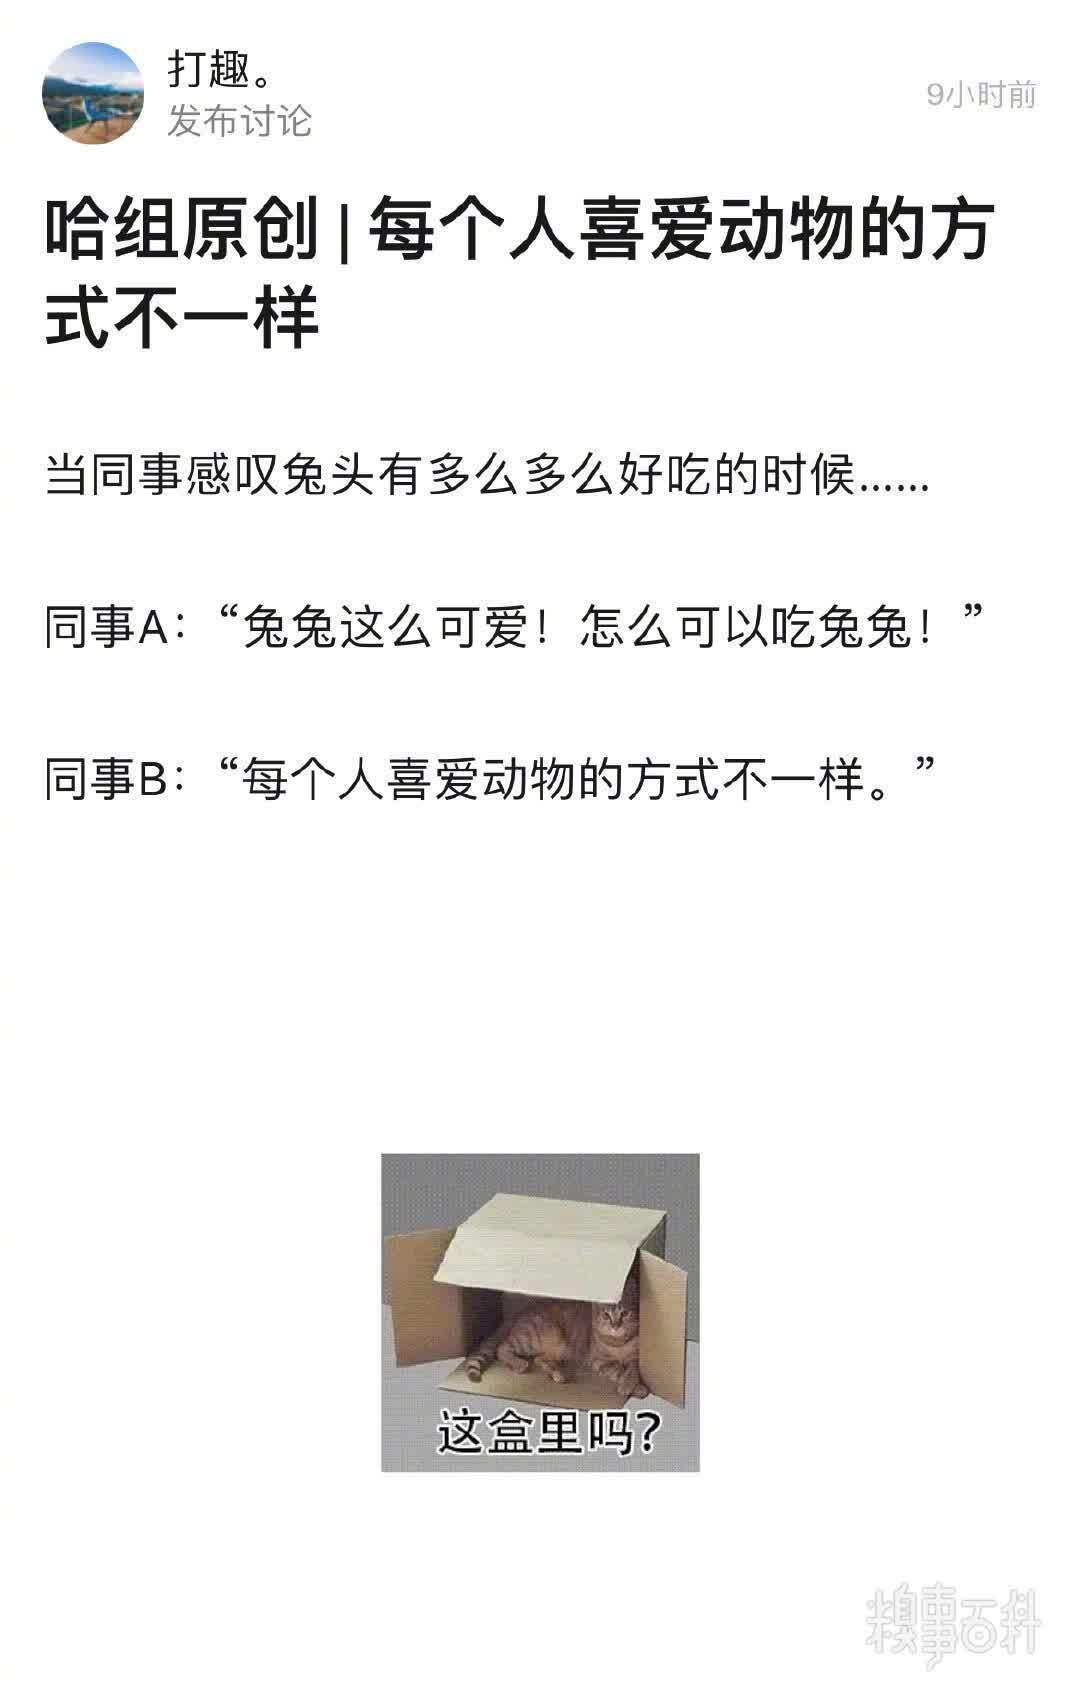 打趣。
发布讨论
9小时前
哈组原创 | 每个人喜爱动物的方
式不一样
当同事感叹兔头有多么多么好吃的时候……
同事A：“兔兔这么可爱！怎么可以吃兔兔！”
同事B：“每个人喜爱动物的方式不一样。”
这盒里吗？
糗事百科